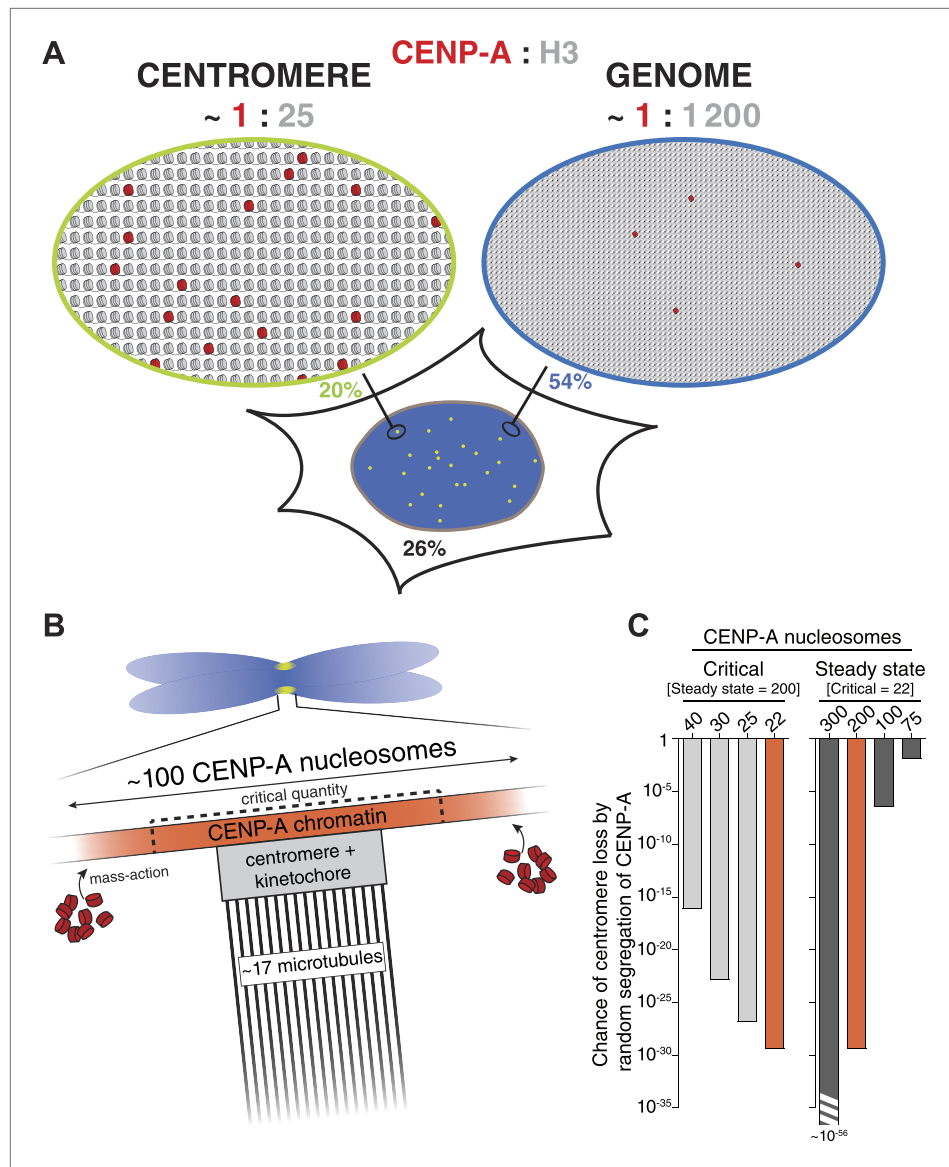 A
CENP-A : H3
CENTROMERE
~ 1 : 25
GENOME
~ 1 : 1 200
20%
54%
26%
B
~100 CENP-A nucleosomes
critical quantity
CENP-A chromatin
centromere +
kinetochore
mass-action
~17 microtubules
C
CENP-A nucleosomes
Critical
[Steady state = 200]
Steady state
[Critical = 22]
40 30 25 22
300 200 100 75
Chance of centromere loss by
random segregation of CENP-A
1
10-5
10-10
10-15
10-20
10-25
10-30
10-35
~10-56